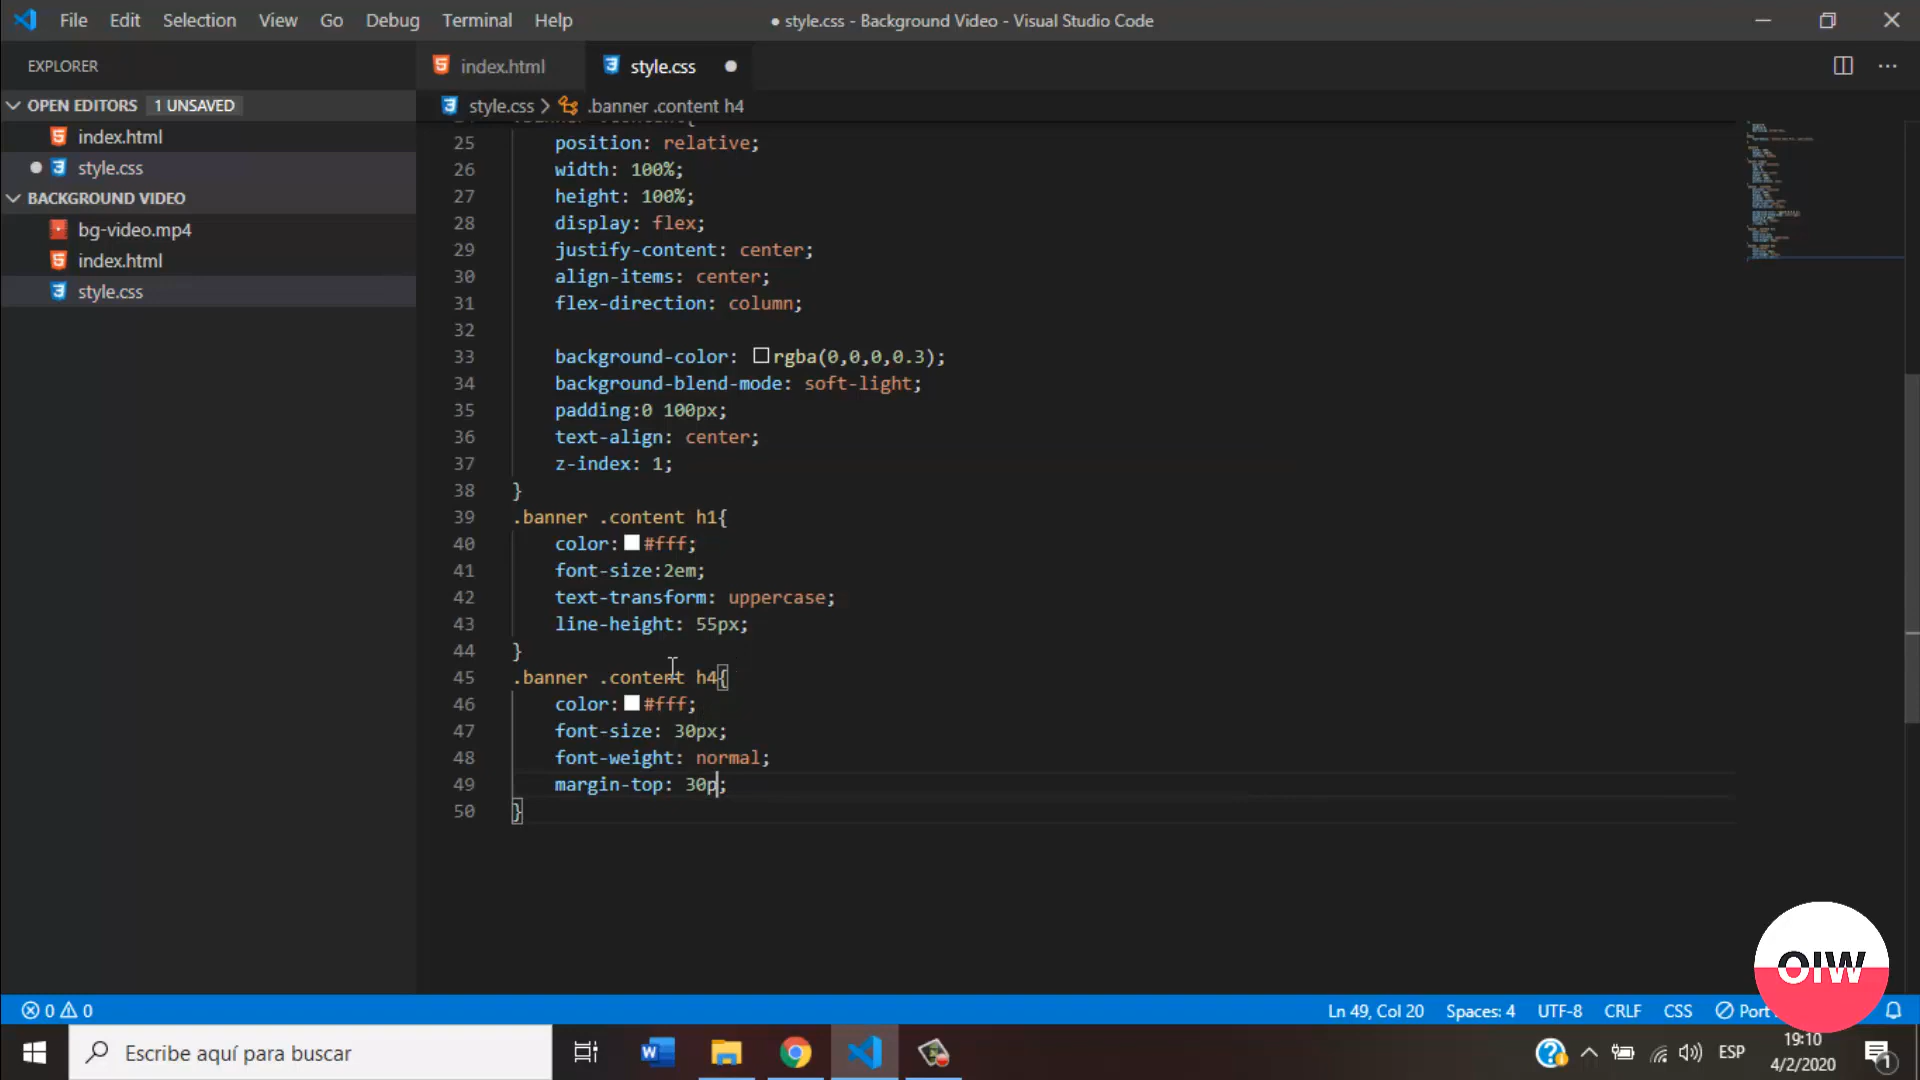 File Edit Selection View Go Debug Terminal Help
● style.css - Background Video - Visual Studio Code
EXPLORER
index.html
style.css
OPEN EDITORS 1 UNSAVED
style.css > .banner .content h4
index.html
style.css
BACKGROUND VIDEO
bg-video.mp4
index.html
style.css
25 position: relative;
26 width: 100%;
27 height: 100%;
28 display: flex;
29 justify-content: center;
30 align-items: center;
31 flex-direction: column;
32
33 background-color: rgba(0,0,0,0.3);
34 background-blend-mode: soft-light;
35 padding:0 100px;
36 text-align: center;
37 z-index: 1;
38 }
39 .banner .content h1{
40 color: #fff;
41 font-size:2em;
42 text-transform: uppercase;
43 line-height: 55px;
44 }
45 .banner .content h4{
46 color: #fff;
47 font-size: 30px;
48 font-weight: normal;
49 margin-top: 30p;
50 }
OIW
0 0
Ln 49, Col 20 Spaces: 4 UTF-8 CRLF CSS Port
Escribe aquí para buscar
ESP
19:10
4/2/2020
1